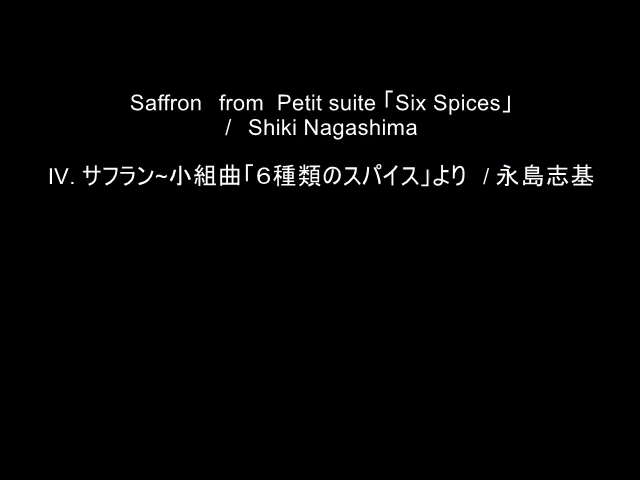 Saffron from Petit suite 「Six Spices」
/ Shiki Nagashima
IV. サフラン~小組曲「６種類のスパイス」より / 永島志基